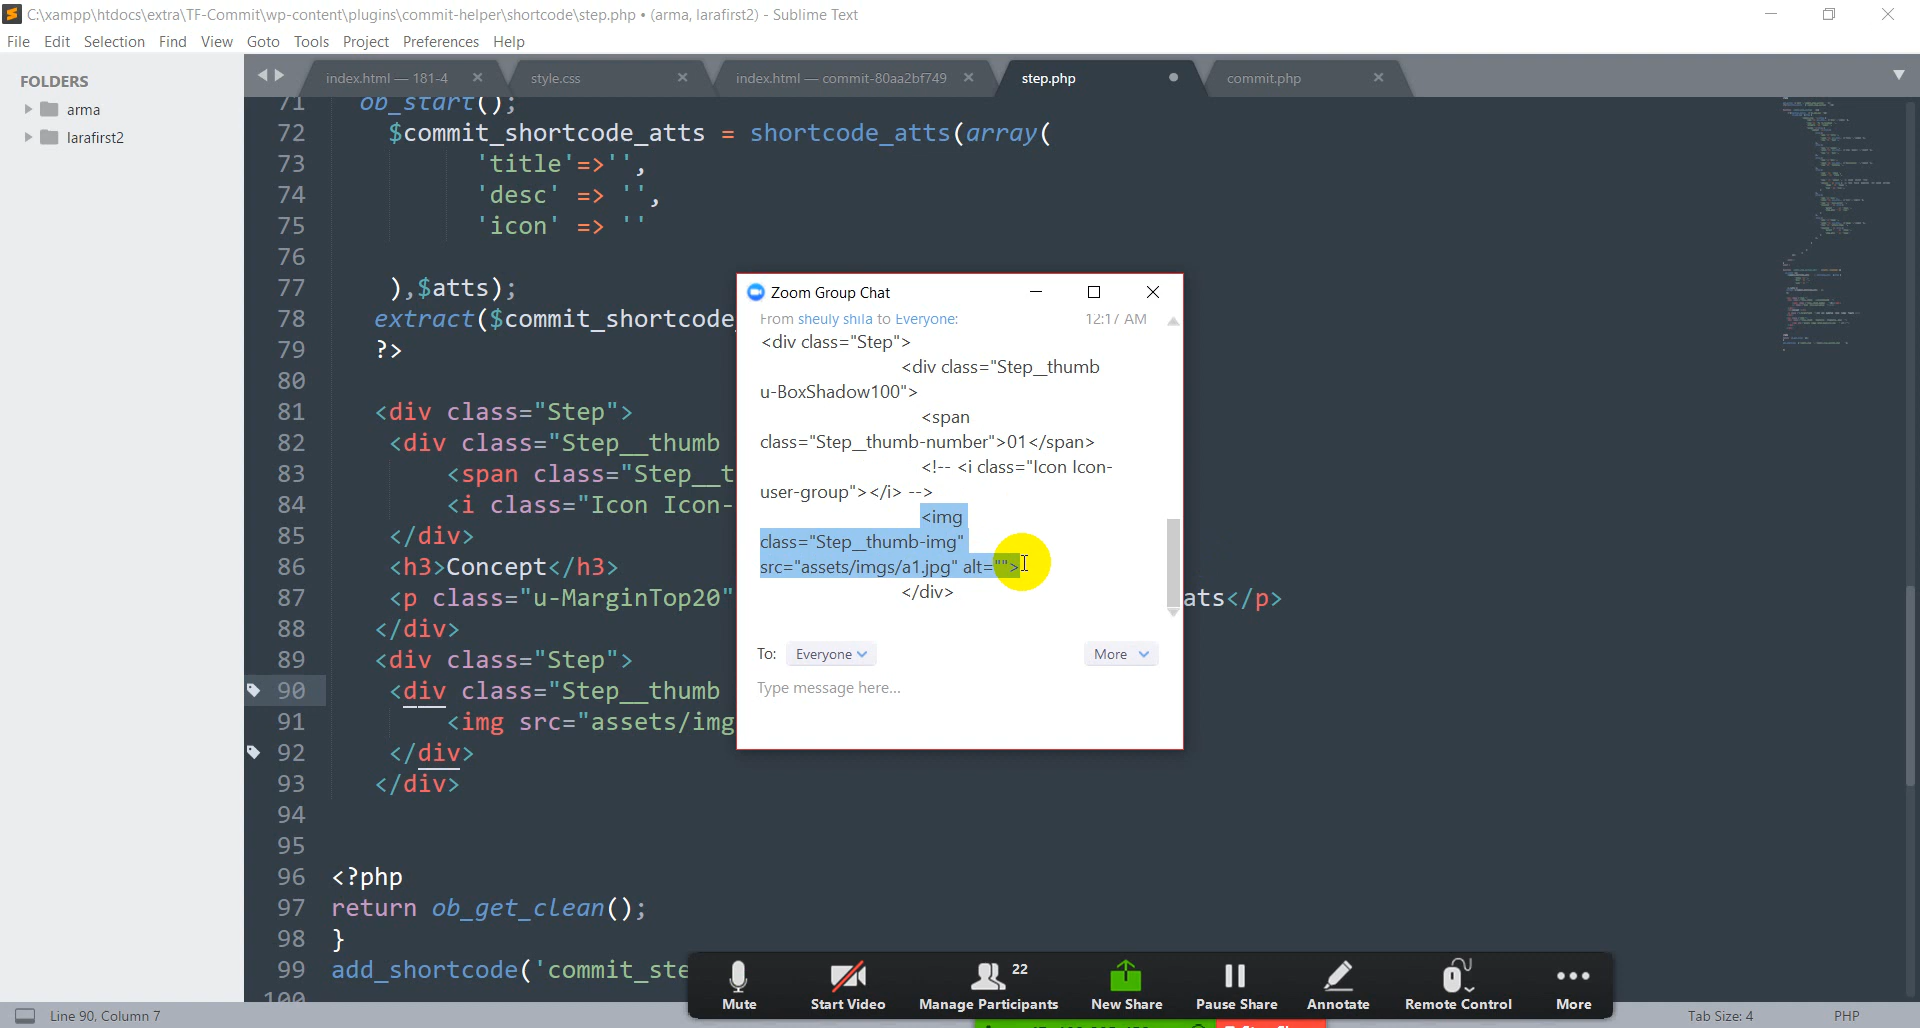 C:\xampp\htdocs\extra\TF-Commit\wp-content\plugins\commit-helper\shortcode\step.php • (arma, larafirst2) - Sublime Text
File Edit Selection Find View Goto Tools Project Preferences Help
FOLDERS
arma
larafirst2
index.html — 181-4
style.css
index.html — commit-80aa2bf749
step.php
commit.php
71 ob_start();
72 $commit_shortcode_atts = shortcode_atts(array(
73 'title'=>'',
74 'desc' => '',
75 'icon' => ''
76
77 ),$atts);
78 extract($commit_shortcode_
79 ?>
80
81 <div class="Step">
82 <div class="Step__thumb
83 <span class="Step__t
84 <i class="Icon Icon-
85 </div>
86 <h3>Concept</h3>
87 <p class="u-MarginTop20" ats</p>
88 </div>
89 <div class="Step">
90 <div class="Step__thumb
91 <img src="assets/img
92 </div>
93 </div>
94
95
96 <?php
97 return ob_get_clean();
98 }
99 add_shortcode('commit_ste
100
Zoom Group Chat
From sheuly shila to Everyone: 12:17 AM
<div class="Step">
<div class="Step__thumb
u-BoxShadow100">
<span
class="Step__thumb-number">01</span>
<!-- <i class="Icon Icon-
user-group"></i> -->
<img
class="Step__thumb-img"
src="assets/imgs/a1.jpg" alt="">
</div>
To: Everyone More
Type message here...
22
Mute Start Video Manage Participants New Share Pause Share Annotate Remote Control More
Line 90, Column 7 Tab Size: 4 PHP